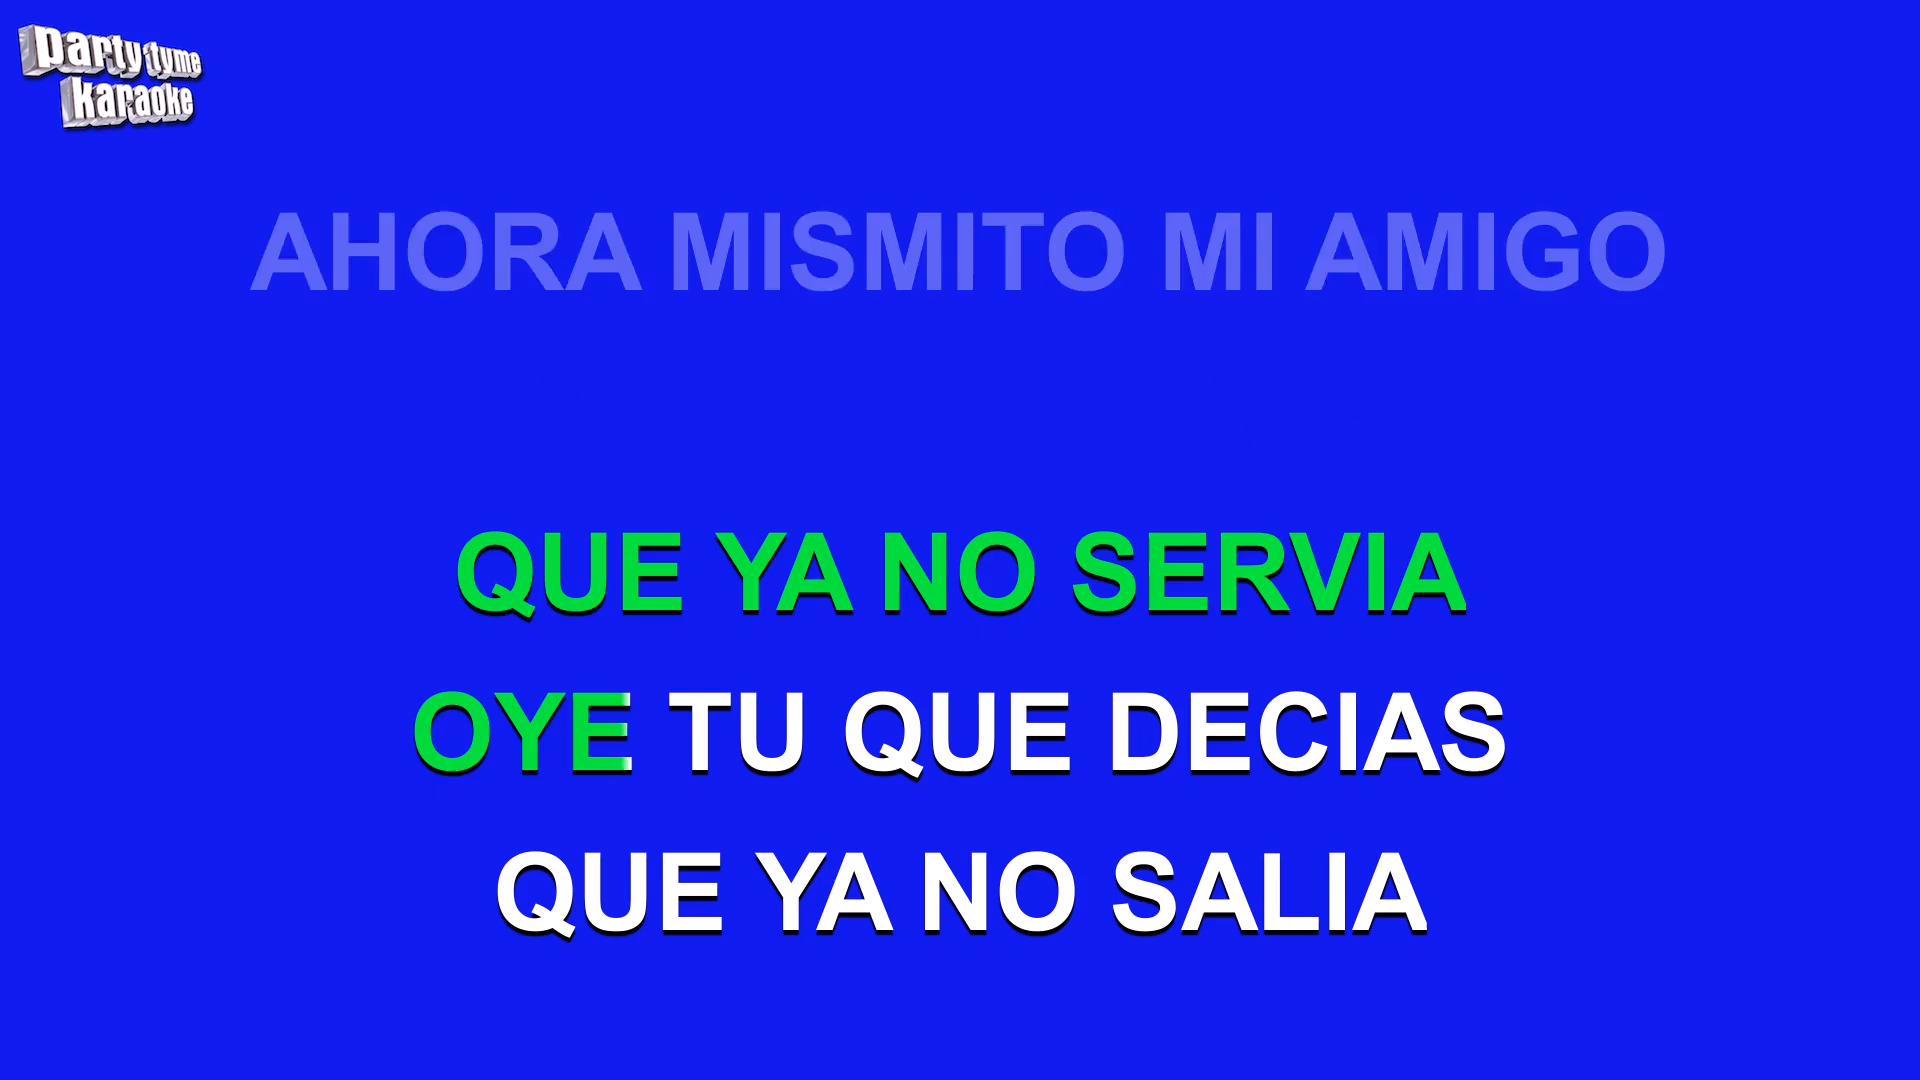 party tyme
karaoke
AHORA MISMITO MI AMIGO
QUE YA NO SERVIA
OYE TU QUE DECIAS
QUE YA NO SALIA